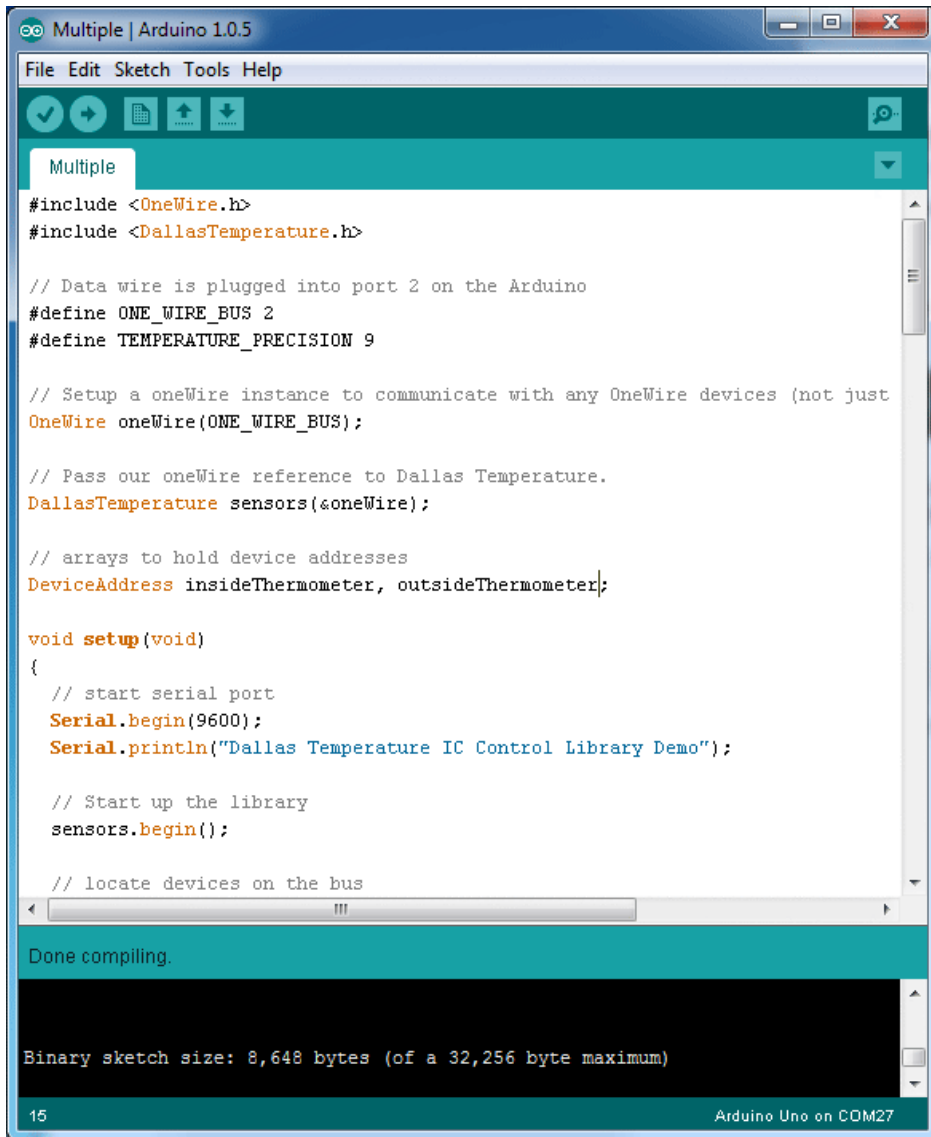 Multiple | Arduino 1.0.5
File Edit Sketch Tools Help
Multiple
#include <OneWire.h>
#include <DallasTemperature.h>
// Data wire is plugged into port 2 on the Arduino
#define ONE_WIRE_BUS 2
#define TEMPERATURE_PRECISION 9
// Setup a oneWire instance to communicate with any OneWire devices (not just
OneWire oneWire(ONE_WIRE_BUS);
// Pass our oneWire reference to Dallas Temperature.
DallasTemperature sensors(&oneWire);
// arrays to hold device addresses
DeviceAddress insideThermometer, outsideThermometer;
void setup(void)
{
  // start serial port
  Serial.begin(9600);
  Serial.println("Dallas Temperature IC Control Library Demo");
  // Start up the library
  sensors.begin();
  // locate devices on the bus
Done compiling.
Binary sketch size: 8,648 bytes (of a 32,256 byte maximum)
15 Arduino Uno on COM27